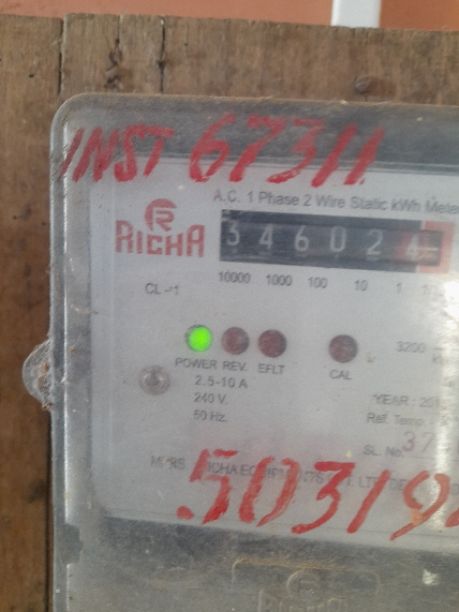 INST 67311
A.C. 1 Phase 2 Wire Static kWh Meter
RICHA
3 4 6 0 2 4
10000 1000 100 10 1
CL -1
3200
POWER REV. EFLT
CAL
2.5-10 A
240 V.
50 Hz.
YEAR : 201
Ref. Temp.
SL. No. 37
50319